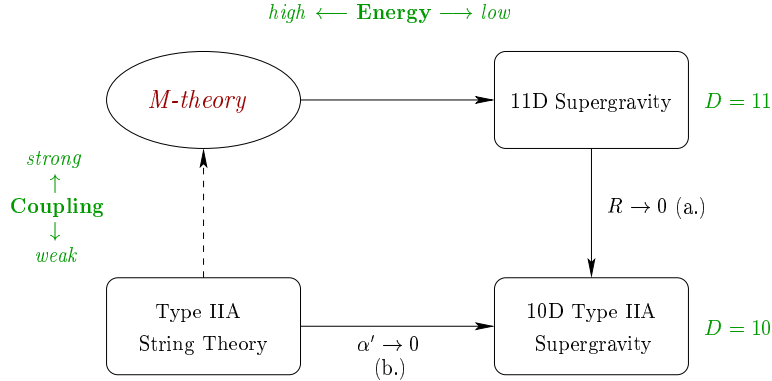 high ⟵ Energy ⟶ low
M-theory
11D Supergravity
D = 11
strong
↑
Coupling
↓
weak
R → 0 (a.)
Type IIA
String Theory
α′ → 0
(b.)
10D Type IIA
Supergravity
D = 10